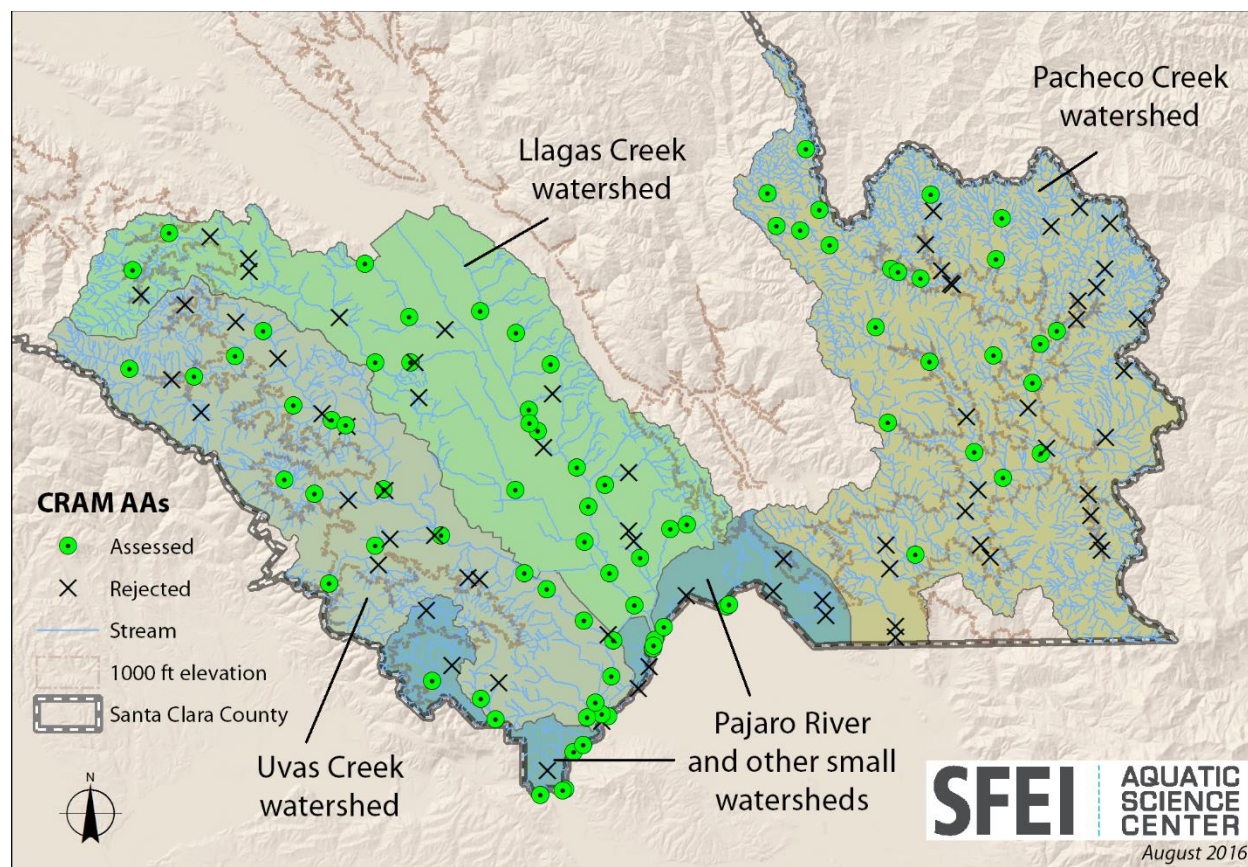 Pacheco Creek
watershed
Llagas Creek
watershed
CRAM AAs
Assessed
Rejected
Stream
1000 ft elevation
Santa Clara County
N
Uvas Creek
watershed
Pajaro River
and other small
watersheds
SFEI
AQUATIC
SCIENCE
CENTER
August 2016